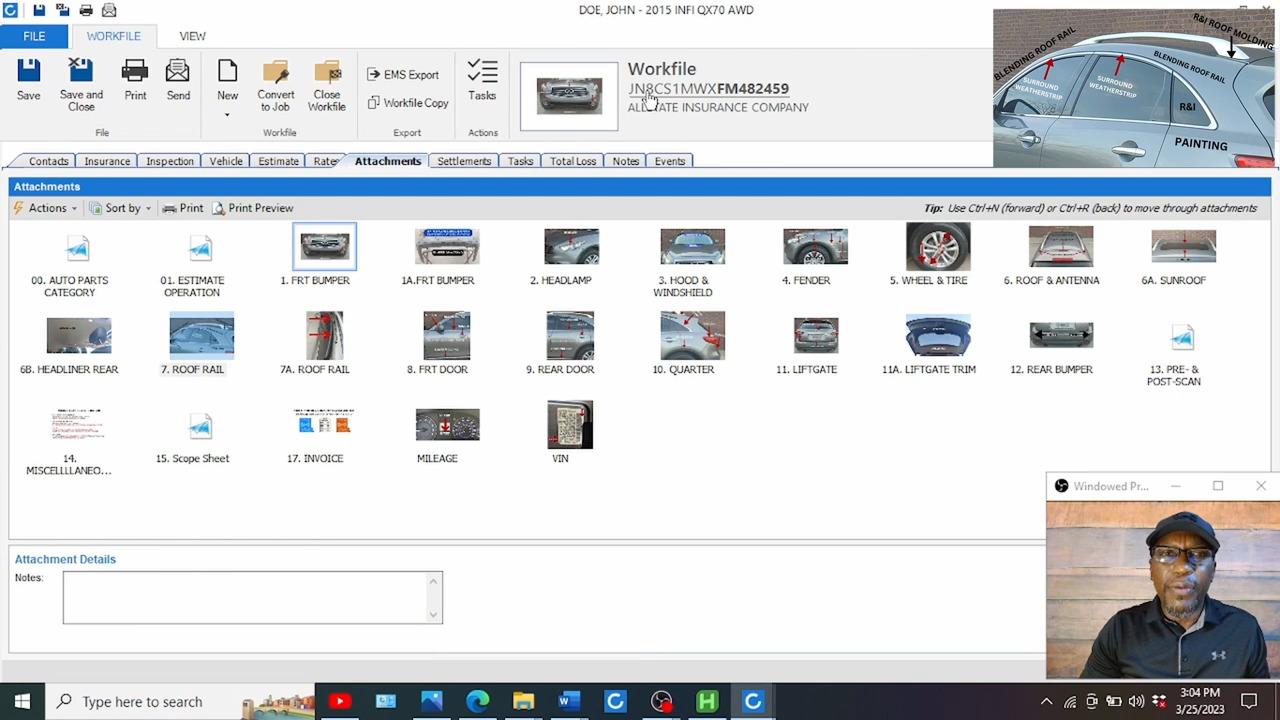 DOE, JOHN - 2015 INFI QX70 AWD
FILE
WORKFILE
VIEW
Save
Save and Close
Print
Send
File
New
Convert to Job
Close Workfile
Workfile
EMS Export
Workfile Copy
Export
Tasks
Actions
Workfile
JN8CS1MWXFM482459
ALLSTATE INSURANCE COMPANY
BLENDING ROOF RAIL
R&I ROOF MOLDING
BLENDING ROOF RAIL
SURROUND WEATHERSTRIP
SURROUND WEATHERSTRIP
R&I
PAINTING
Contacts
Insurance
Inspection
Vehicle
Estimate
Rates
Attachments
Settlements
Tasks
Total Loss
Notes
Events
Attachments
Actions
Sort by
Print
Print Preview
Tip: Use Ctrl+N (forward) or Ctrl+R (back) to move through attachments
00. AUTO PARTS CATEGORY
01. ESTIMATE OPERATION
1. FRT BUMPER
1A.FRT BUMPER
2. HEADLAMP
3. HOOD & WINDSHIELD
4. FENDER
5. WHEEL & TIRE
6. ROOF & ANTENNA
6A. SUNROOF
6B. HEADLINER REAR
7. ROOF RAIL
7A. ROOF RAIL
8. FRT DOOR
9. REAR DOOR
10. QUARTER
11. LIFTGATE
11A. LIFTGATE TRIM
12. REAR BUMPER
13. PRE- & POST-SCAN
14. MISCELLLANEO...
15. Scope Sheet
17. INVOICE
MILEAGE
VIN
Attachment Details
Notes:
Windowed Pr...
Type here to search
3:04 PM
3/25/2023